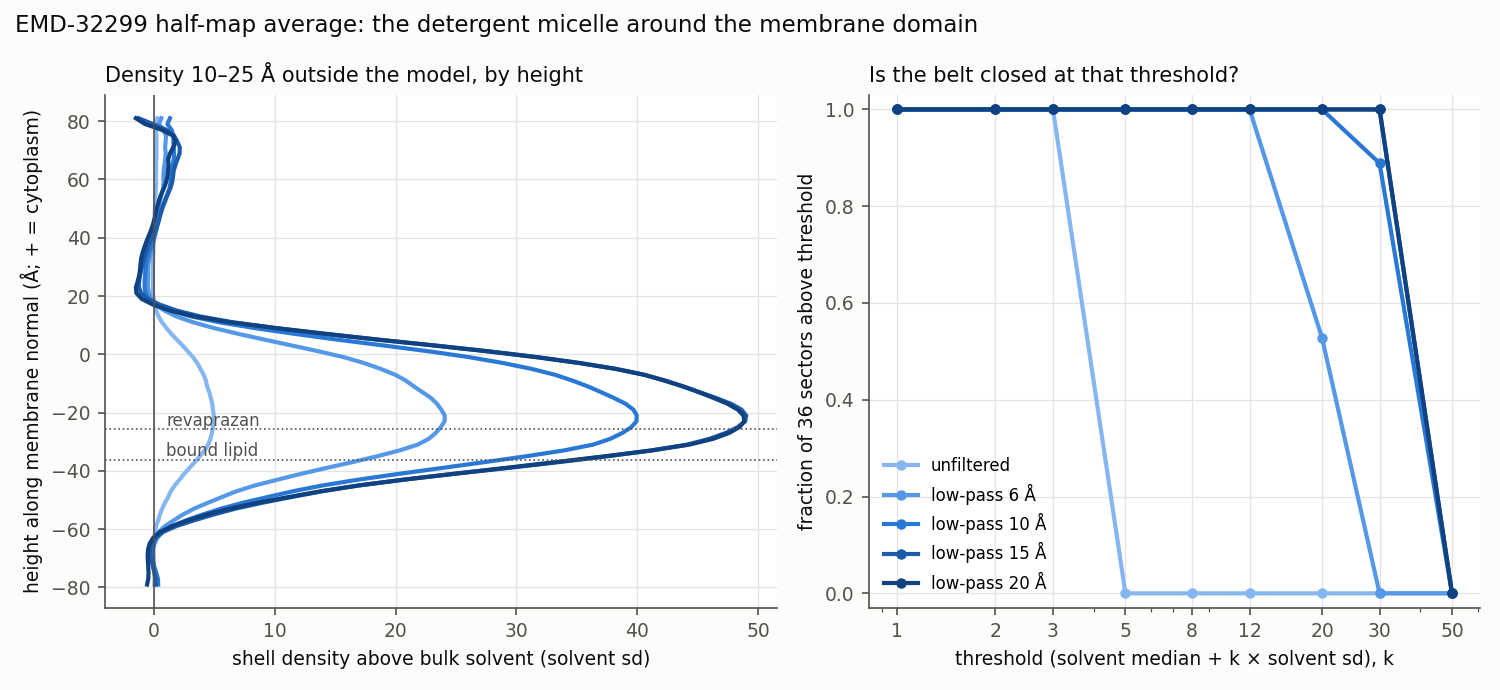 EMD-32299 half-map average: the detergent micelle around the membrane domain
Density 10–25 Å outside the model, by height
height along membrane normal (Å; + = cytoplasm)
80
60
40
20
0
−20
−40
−60
−80
revaprazan
bound lipid
0
10
20
30
40
50
shell density above bulk solvent (solvent sd)
Is the belt closed at that threshold?
fraction of 36 sectors above threshold
1.0
0.8
0.6
0.4
0.2
0.0
unfiltered
low-pass 6 Å
low-pass 10 Å
low-pass 15 Å
low-pass 20 Å
1
2
3
5
8
12
20
30
50
threshold (solvent median + k × solvent sd), k